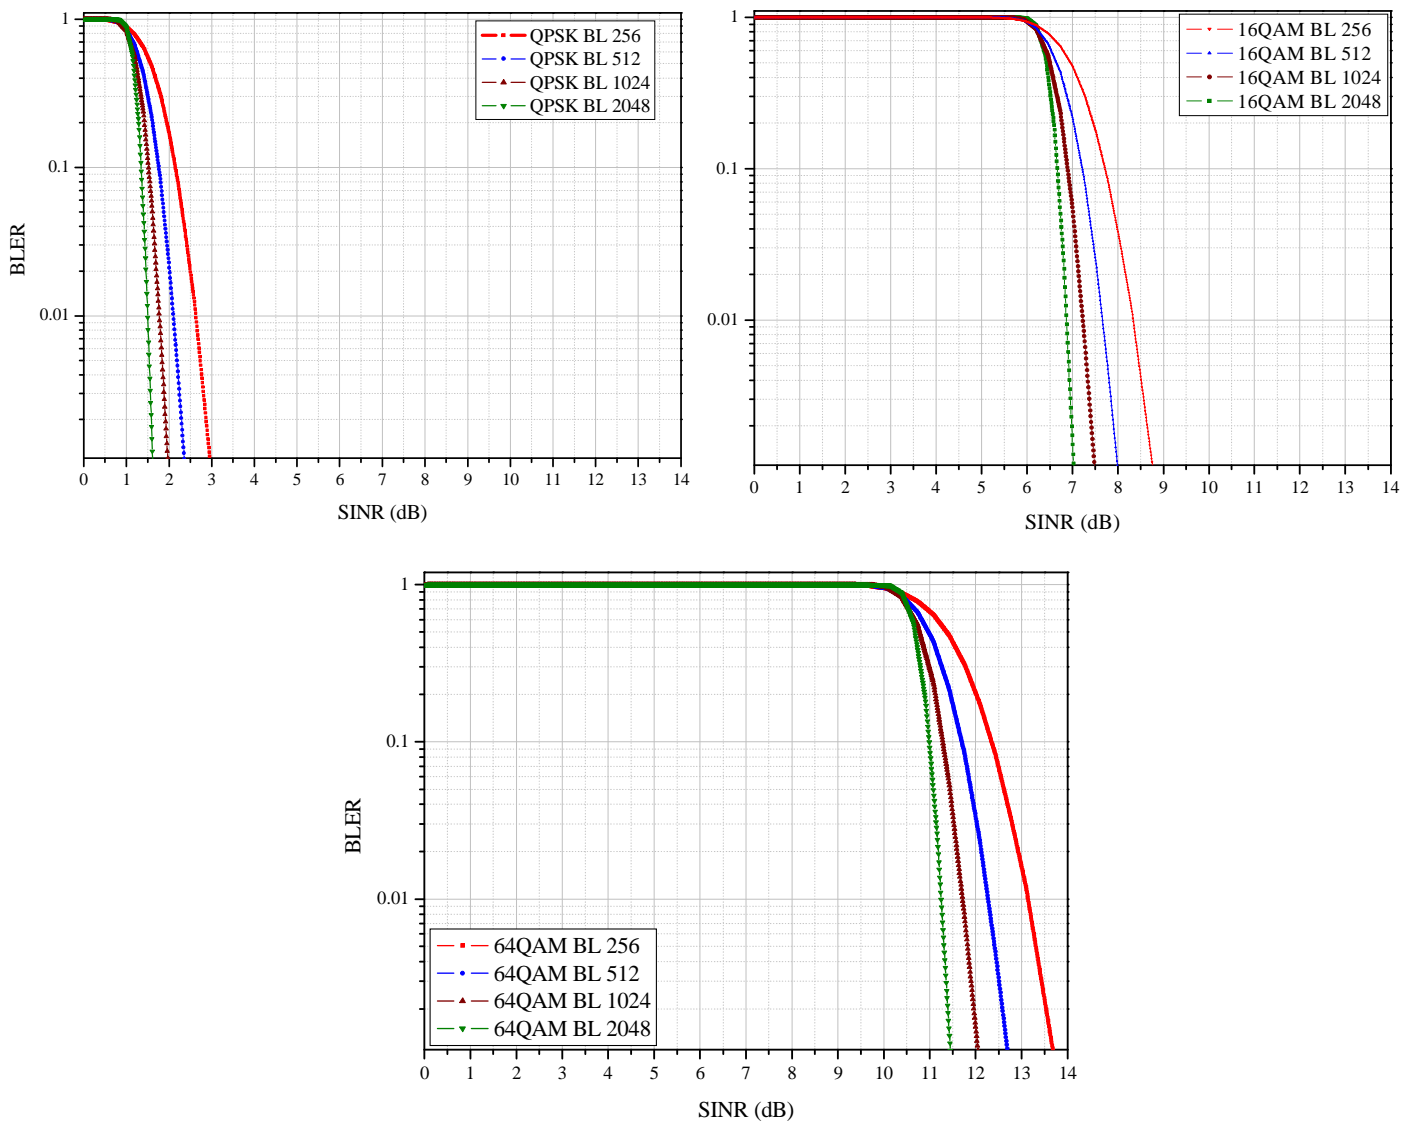 1
0.1
0.01
BLER
0 1 2 3 4 5 6 7 8 9 10 11 12 13 14
SINR (dB)
QPSK BL 256
QPSK BL 512
QPSK BL 1024
QPSK BL 2048
1
0.1
0.01
0 1 2 3 4 5 6 7 8 9 10 11 12 13 14
SINR (dB)
16QAM BL 256
16QAM BL 512
16QAM BL 1024
16QAM BL 2048
1
0.1
0.01
BLER
64QAM BL 256
64QAM BL 512
64QAM BL 1024
64QAM BL 2048
0 1 2 3 4 5 6 7 8 9 10 11 12 13 14
SINR (dB)